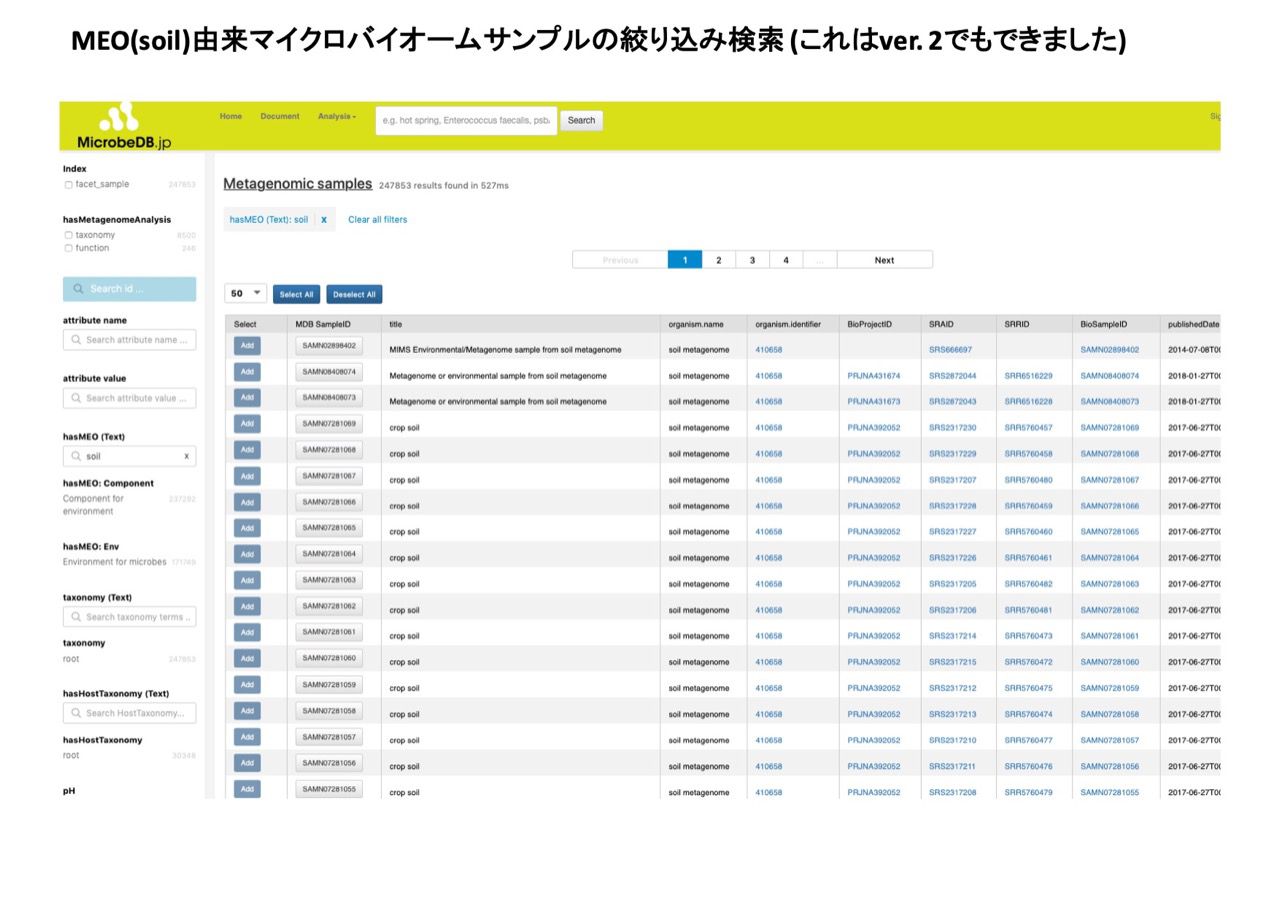 MEO(soil)由来マイクロバイオームサンプルの絞り込み検索 (これはver. 2でもできました)
MicrobeDB.jp
Home Document Analysis e.g. hot spring, Enterococcus faecalis, psb Search
Index
facet_sample 247853
hasMetagenomeAnalysis
taxonomy 8500
function 246
Search id ...
attribute name
Search attribute name ...
attribute value
Search attribute value ...
hasMEO (Text)
soil x
hasMEO: Component
Component for 237292
environment
hasMEO: Env
Environment for microbes 171749
taxonomy (Text)
Search taxonomy terms ..
taxonomy
root 247853
hasHostTaxonomy (Text)
Search HostTaxonomy...
hasHostTaxonomy
root 30348
pH
Metagenomic samples 247853 results found in 527ms
hasMEO (Text): soil x Clear all filters
Previous 1 2 3 4 ... Next
50 Select All Deselect All
Select MDB SampleID title organism.name organism.identifier BioProjectID SRAID SRRID BioSampleID publishedDate
Add SAMN02898402 MIMS Environmental/Metagenome sample from soil metagenome soil metagenome 410658 SRS666697 SAMN02898402 2014-07-08T00
Add SAMN08408074 Metagenome or environmental sample from soil metagenome soil metagenome 410658 PRJNA431674 SRS2872044 SRR6516229 SAMN08408074 2018-01-27T00
Add SAMN08408073 Metagenome or environmental sample from soil metagenome soil metagenome 410658 PRJNA431673 SRS2872043 SRR6516228 SAMN08408073 2018-01-27T00
Add SAMN07281069 crop soil soil metagenome 410658 PRJNA392052 SRS2317230 SRR5760457 SAMN07281069 2017-06-27T00
Add SAMN07281068 crop soil soil metagenome 410658 PRJNA392052 SRS2317229 SRR5760458 SAMN07281068 2017-06-27T00
Add SAMN07281067 crop soil soil metagenome 410658 PRJNA392052 SRS2317207 SRR5760480 SAMN07281067 2017-06-27T00
Add SAMN07281066 crop soil soil metagenome 410658 PRJNA392052 SRS2317228 SRR5760459 SAMN07281066 2017-06-27T00
Add SAMN07281065 crop soil soil metagenome 410658 PRJNA392052 SRS2317227 SRR5760460 SAMN07281065 2017-06-27T00
Add SAMN07281064 crop soil soil metagenome 410658 PRJNA392052 SRS2317226 SRR5760461 SAMN07281064 2017-06-27T00
Add SAMN07281063 crop soil soil metagenome 410658 PRJNA392052 SRS2317205 SRR5760482 SAMN07281063 2017-06-27T00
Add SAMN07281062 crop soil soil metagenome 410658 PRJNA392052 SRS2317206 SRR5760481 SAMN07281062 2017-06-27T00
Add SAMN07281061 crop soil soil metagenome 410658 PRJNA392052 SRS2317214 SRR5760473 SAMN07281061 2017-06-27T00
Add SAMN07281060 crop soil soil metagenome 410658 PRJNA392052 SRS2317215 SRR5760472 SAMN07281060 2017-06-27T00
Add SAMN07281059 crop soil soil metagenome 410658 PRJNA392052 SRS2317212 SRR5760475 SAMN07281059 2017-06-27T00
Add SAMN07281058 crop soil soil metagenome 410658 PRJNA392052 SRS2317213 SRR5760474 SAMN07281058 2017-06-27T00
Add SAMN07281057 crop soil soil metagenome 410658 PRJNA392052 SRS2317210 SRR5760477 SAMN07281057 2017-06-27T00
Add SAMN07281056 crop soil soil metagenome 410658 PRJNA392052 SRS2317211 SRR5760476 SAMN07281056 2017-06-27T00
Add SAMN07281055 crop soil soil metagenome 410658 PRJNA392052 SRS2317208 SRR5760479 SAMN07281055 2017-06-27T00